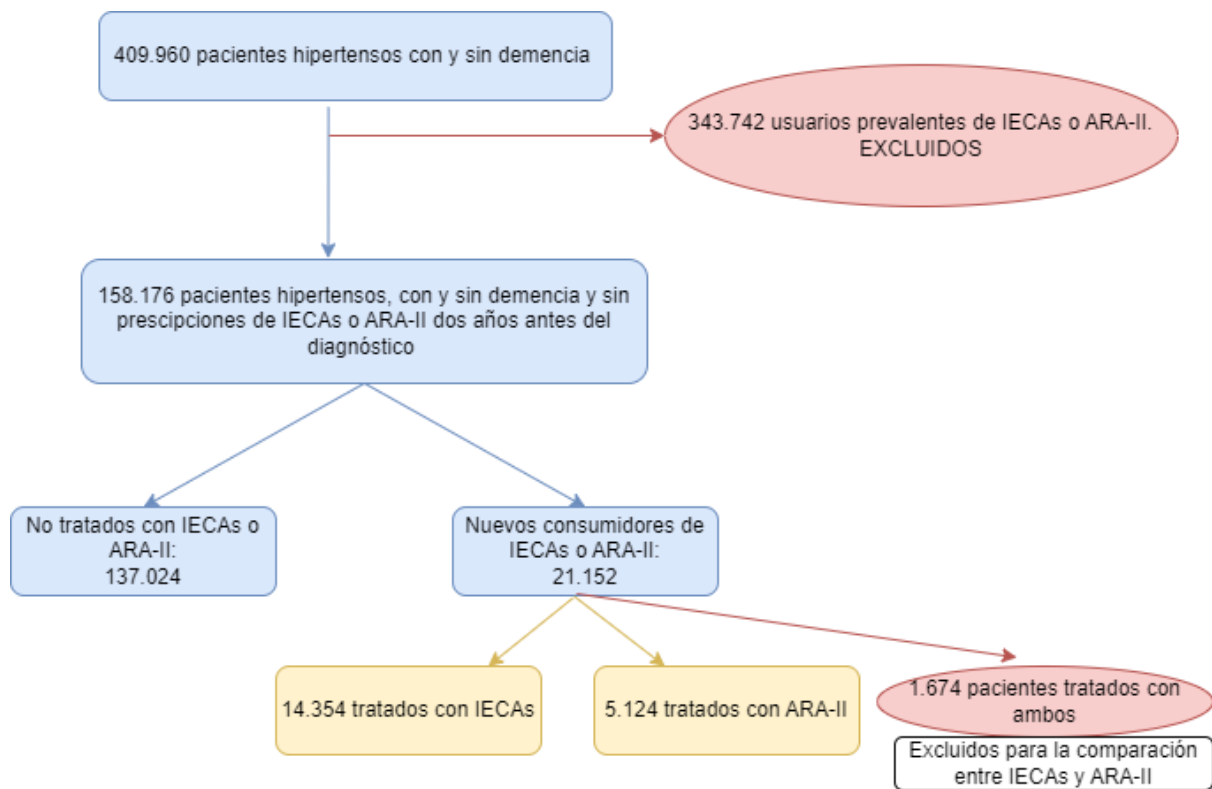 409.960 pacientes hipertensos con y sin demencia
343.742 usuarios prevalentes de IECAs o ARA-II.
EXCLUIDOS
158.176 pacientes hipertensos, con y sin demencia y sin
prescipciones de IECAs o ARA-II dos años antes del
diagnóstico
No tratados con IECAs o
ARA-II:
137.024
Nuevos consumidores de
IECAs o ARA-II:
21.152
14.354 tratados con IECAs
5.124 tratados con ARA-II
1.674 pacientes tratados con
ambos
Excluidos para la comparación
entre IECAs y ARA-II